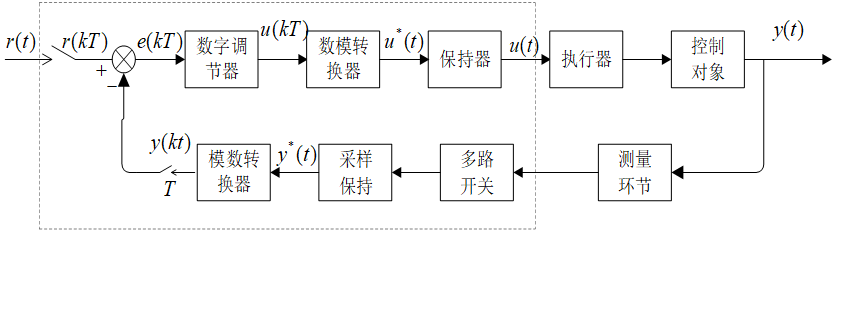 r(t)
r(kT)
+
−
e(kT)
数字调
节器
u(kT)
数模转
换器
u*(t)
保持器
u(t)
执行器
控制
对象
y(t)
y(kt)
T
模数转
换器
y*(t)
采样
保持
多路
开关
测量
环节